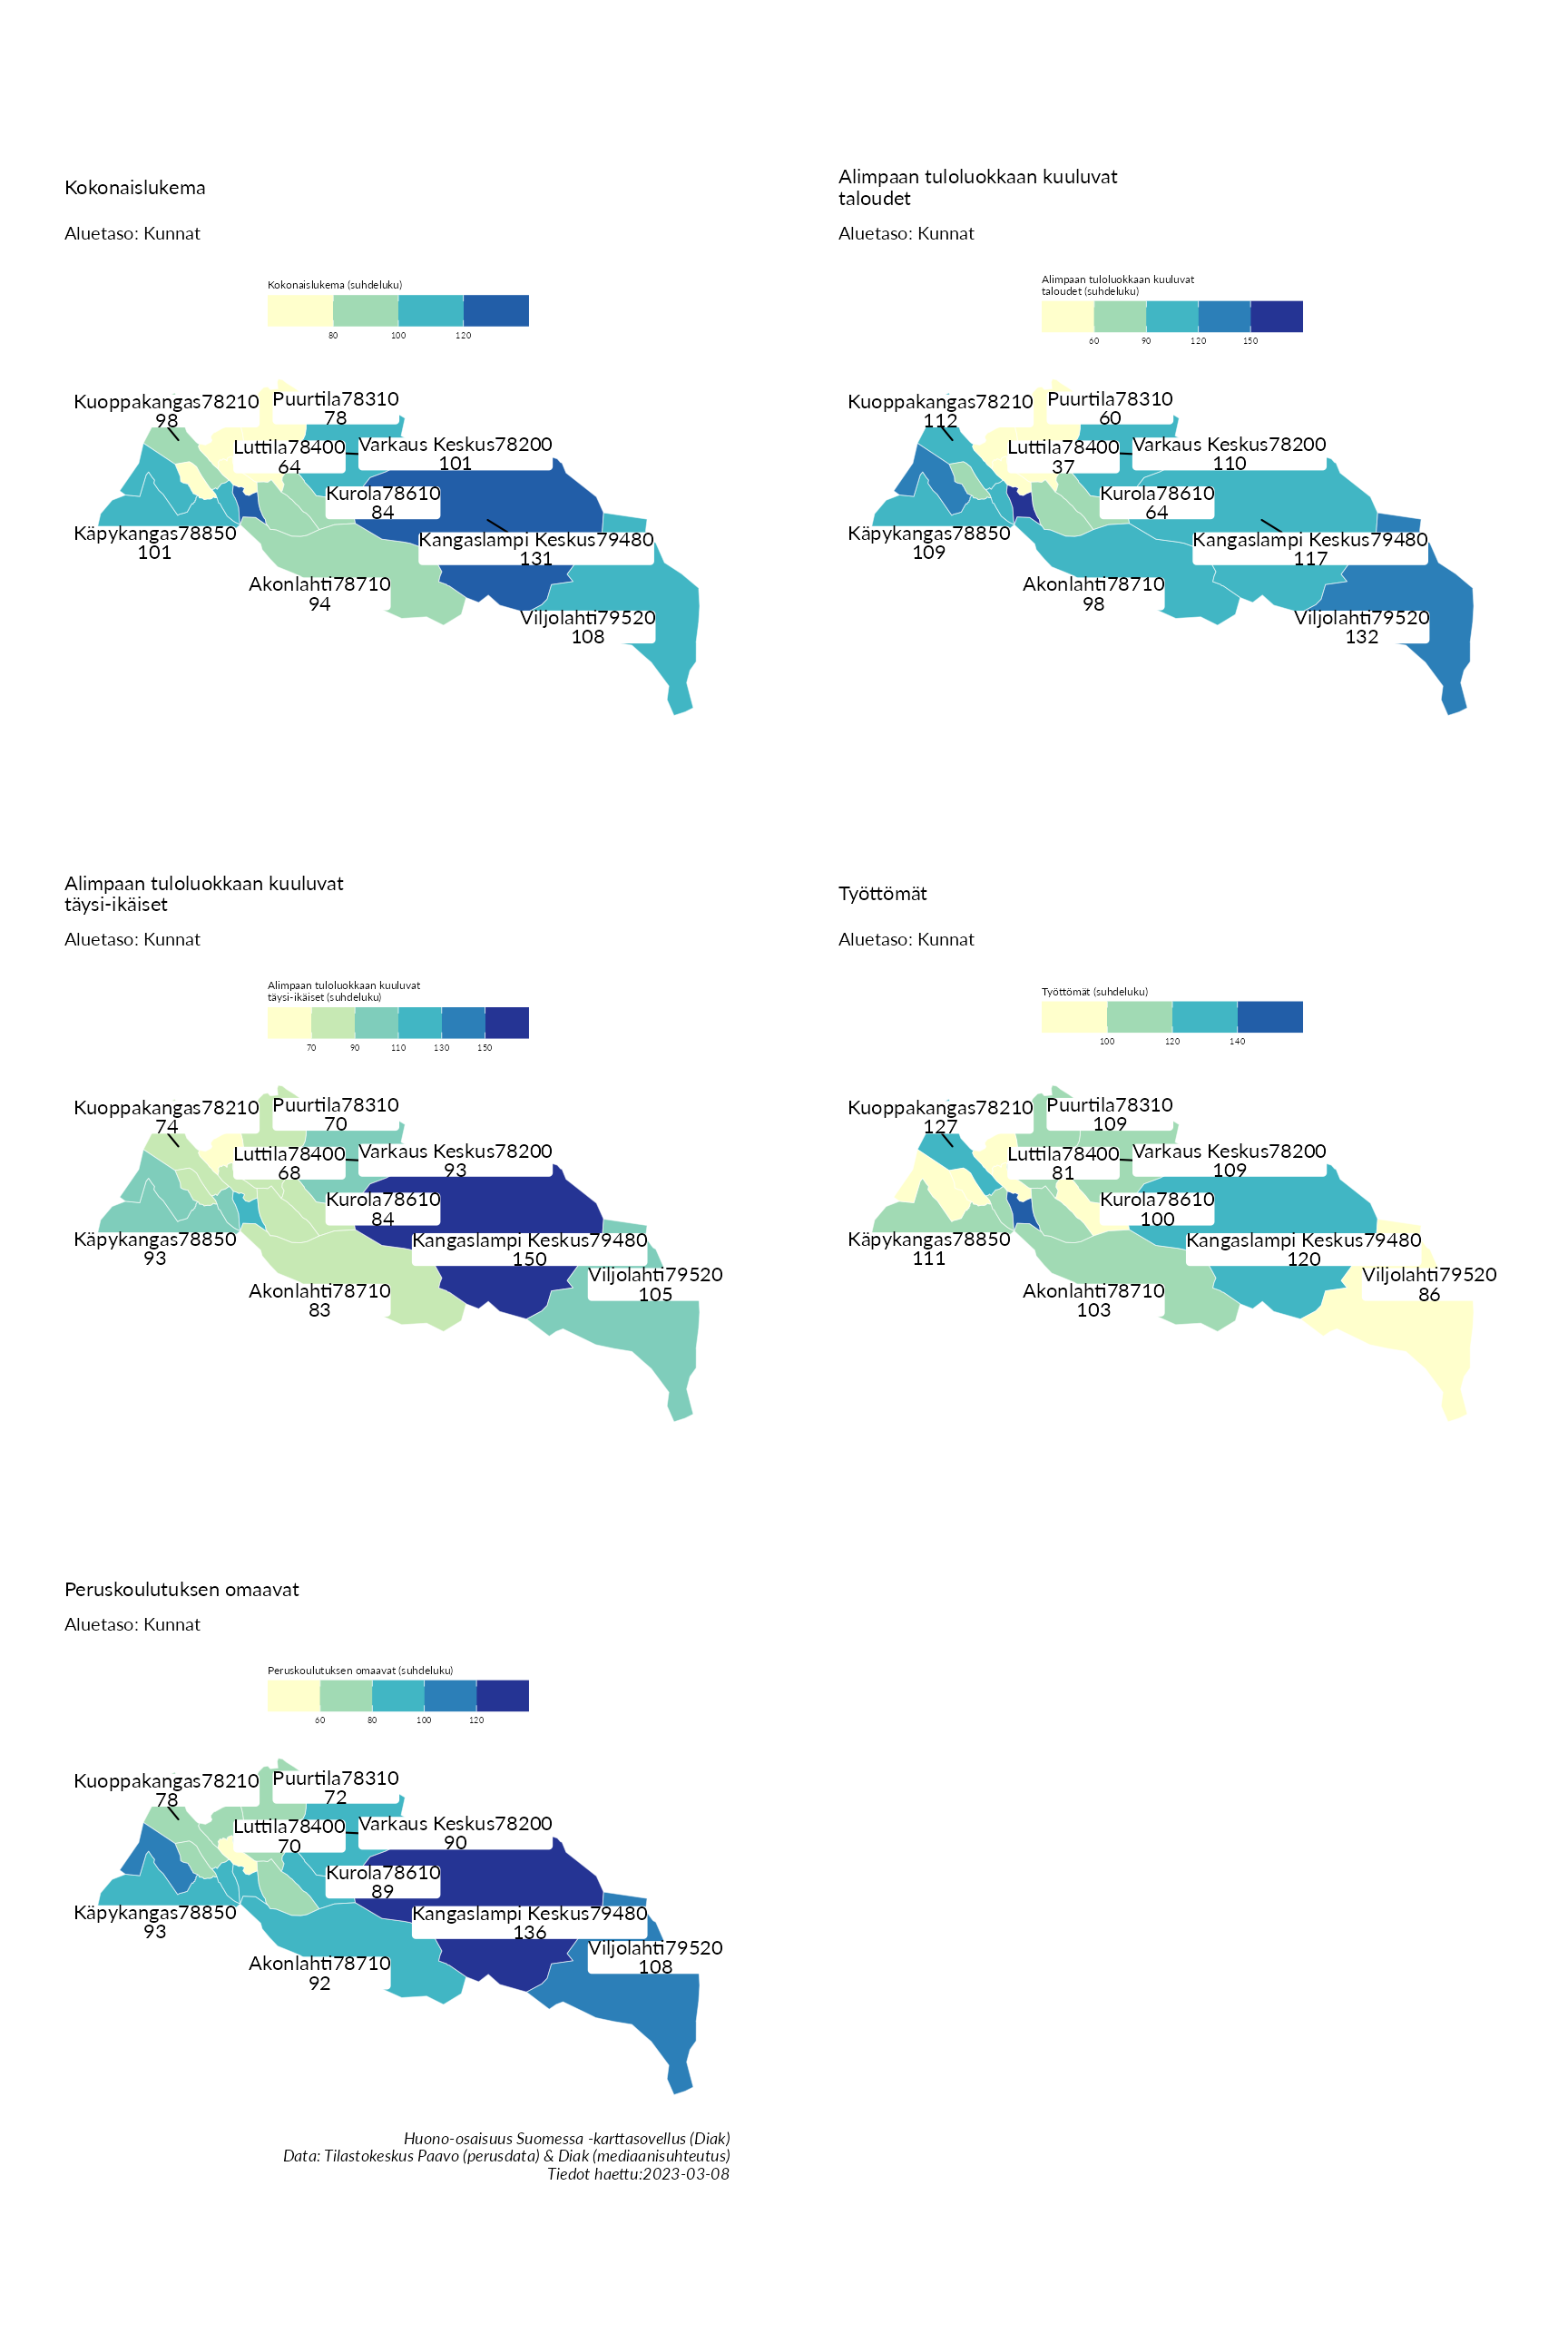 Kokonaislukema
Aluetaso: Kunnat
Kokonaislukema (suhdeluku)
80 100 120
Kuoppakangas78210
98
Puurtila78310
78
Luttila78400
64
Varkaus Keskus78200
101
Kurola78610
84
Käpykangas78850
101
Kangaslampi Keskus79480
131
Akonlahti78710
94
Viljolahti79520
108
Alimpaan tuloluokkaan kuuluvat
taloudet
Aluetaso: Kunnat
Alimpaan tuloluokkaan kuuluvat
taloudet (suhdeluku)
60 90 120 150
Kuoppakangas78210
112
Puurtila78310
60
Luttila78400
37
Varkaus Keskus78200
110
Kurola78610
64
Käpykangas78850
109
Kangaslampi Keskus79480
117
Akonlahti78710
98
Viljolahti79520
132
Alimpaan tuloluokkaan kuuluvat
täysi-ikäiset
Aluetaso: Kunnat
Alimpaan tuloluokkaan kuuluvat
täysi-ikäiset (suhdeluku)
70 90 110 130 150
Kuoppakangas78210
74
Puurtila78310
70
Luttila78400
68
Varkaus Keskus78200
93
Kurola78610
84
Käpykangas78850
93
Kangaslampi Keskus79480
150
Akonlahti78710
83
Viljolahti79520
105
Työttömät
Aluetaso: Kunnat
Työttömät (suhdeluku)
100 120 140
Kuoppakangas78210
127
Puurtila78310
109
Luttila78400
81
Varkaus Keskus78200
109
Kurola78610
100
Käpykangas78850
111
Kangaslampi Keskus79480
120
Akonlahti78710
103
Viljolahti79520
86
Peruskoulutuksen omaavat
Aluetaso: Kunnat
Peruskoulutuksen omaavat (suhdeluku)
60 80 100 120
Kuoppakangas78210
78
Puurtila78310
72
Luttila78400
70
Varkaus Keskus78200
90
Kurola78610
89
Käpykangas78850
93
Kangaslampi Keskus79480
136
Akonlahti78710
92
Viljolahti79520
108
Huono-osaisuus Suomessa -karttasovellus (Diak)
Data: Tilastokeskus Paavo (perusdata) & Diak (mediaanisuhteutus)
Tiedot haettu:2023-03-08